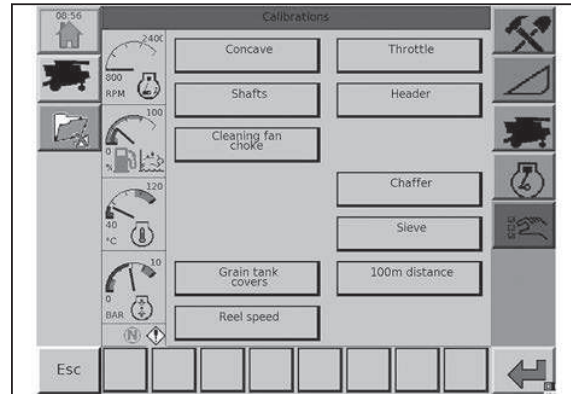 08:56
Calibrations
2400
800
RPM
Concave
Throttle
Shafts
Header
100
0
%
Cleaning fan
choke
120
40
°C
Chaffer
Sieve
10
0
BAR
Grain tank
covers
100m distance
Reel speed
N
Esc